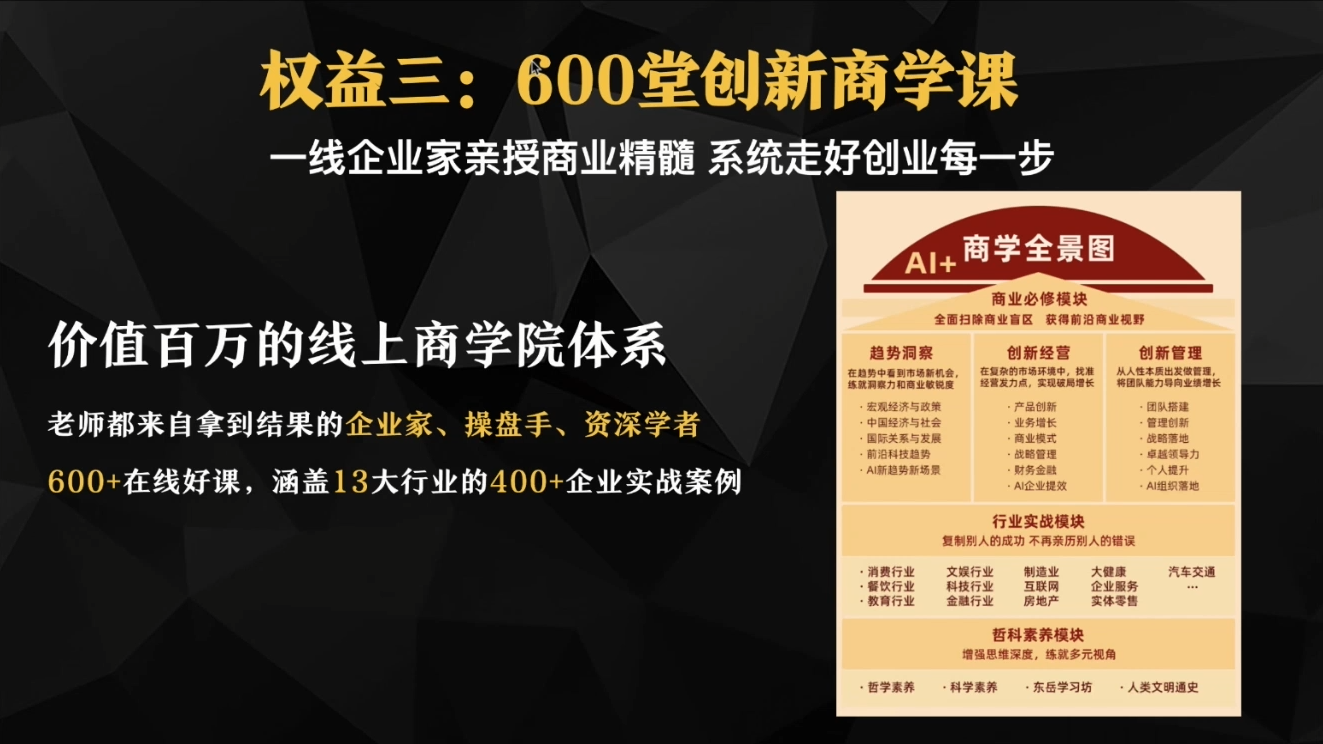 权益三：600堂创新商学课
一线企业家亲授商业精髓 系统走好创业每一步
价值百万的线上商学院体系
老师都来自拿到结果的企业家、操盘手、资深学者
600+在线好课，涵盖13大行业的400+企业实战案例
AI+商学全景图
商业必修模块
全面扫除商业盲区 获得前沿商业视野
趋势洞察
在趋势中看到市场新机会，
练就洞察力和商业敏锐度
· 宏观经济与政策
· 中国经济与社会
· 国际关系与发展
· 前沿科技趋势
· AI新趋势新场景
创新经营
在复杂的市场环境中，找准
经营发力点，实现破局增长
· 产品创新
· 业务增长
· 商业模式
· 战略管理
· 财务金融
· AI企业提效
创新管理
从人性本质出发做管理，
将团队能力导向业绩增长
· 团队搭建
· 管理创新
· 战略落地
· 卓越领导力
· 个人提升
· AI组织落地
行业实战模块
复制别人的成功 不再亲历别人的错误
· 消费行业 文娱行业 制造业 大健康 汽车交通
· 餐饮行业 科技行业 互联网 企业服务 ···
· 教育行业 金融行业 房地产 实体零售
哲科素养模块
增强思维深度，练就多元视角
· 哲学素养 · 科学素养 · 东岳学习坊 · 人类文明通史